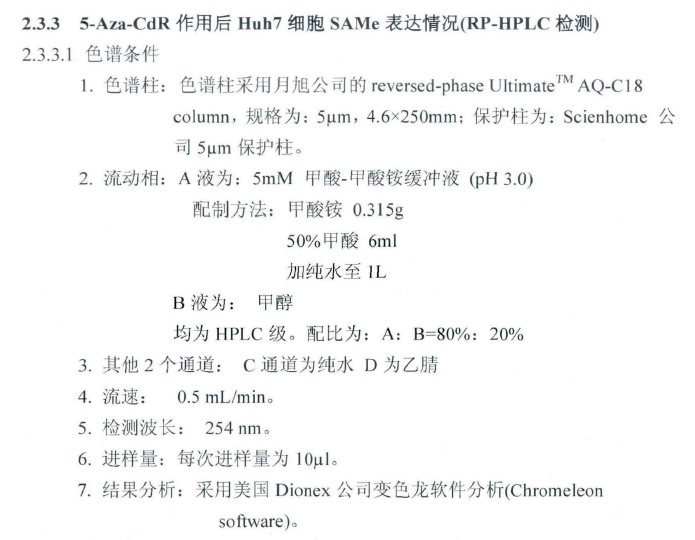 2.3.3 5-Aza-CdR 作用后 Huh7 细胞 SAMe 表达情况(RP-HPLC 检测)
2.3.3.1 色谱条件
1. 色谱柱：色谱柱采用月旭公司的 reversed-phase Ultimate™ AQ-C18
column，规格为：5μm，4.6×250mm；保护柱为：Scienhome 公
司 5μm 保护柱。
2. 流动相：A 液为：5mM 甲酸-甲酸铵缓冲液 (pH 3.0)
配制方法：甲酸铵 0.315g
50%甲酸 6ml
加纯水至 1L
B 液为： 甲醇
均为 HPLC 级。配比为：A：B=80%：20%
3. 其他 2 个通道： C 通道为纯水 D 为乙腈
4. 流速： 0.5 mL/min。
5. 检测波长： 254 nm。
6. 进样量：每次进样量为 10μl。
7. 结果分析：采用美国 Dionex 公司变色龙软件分析(Chromeleon
software)。